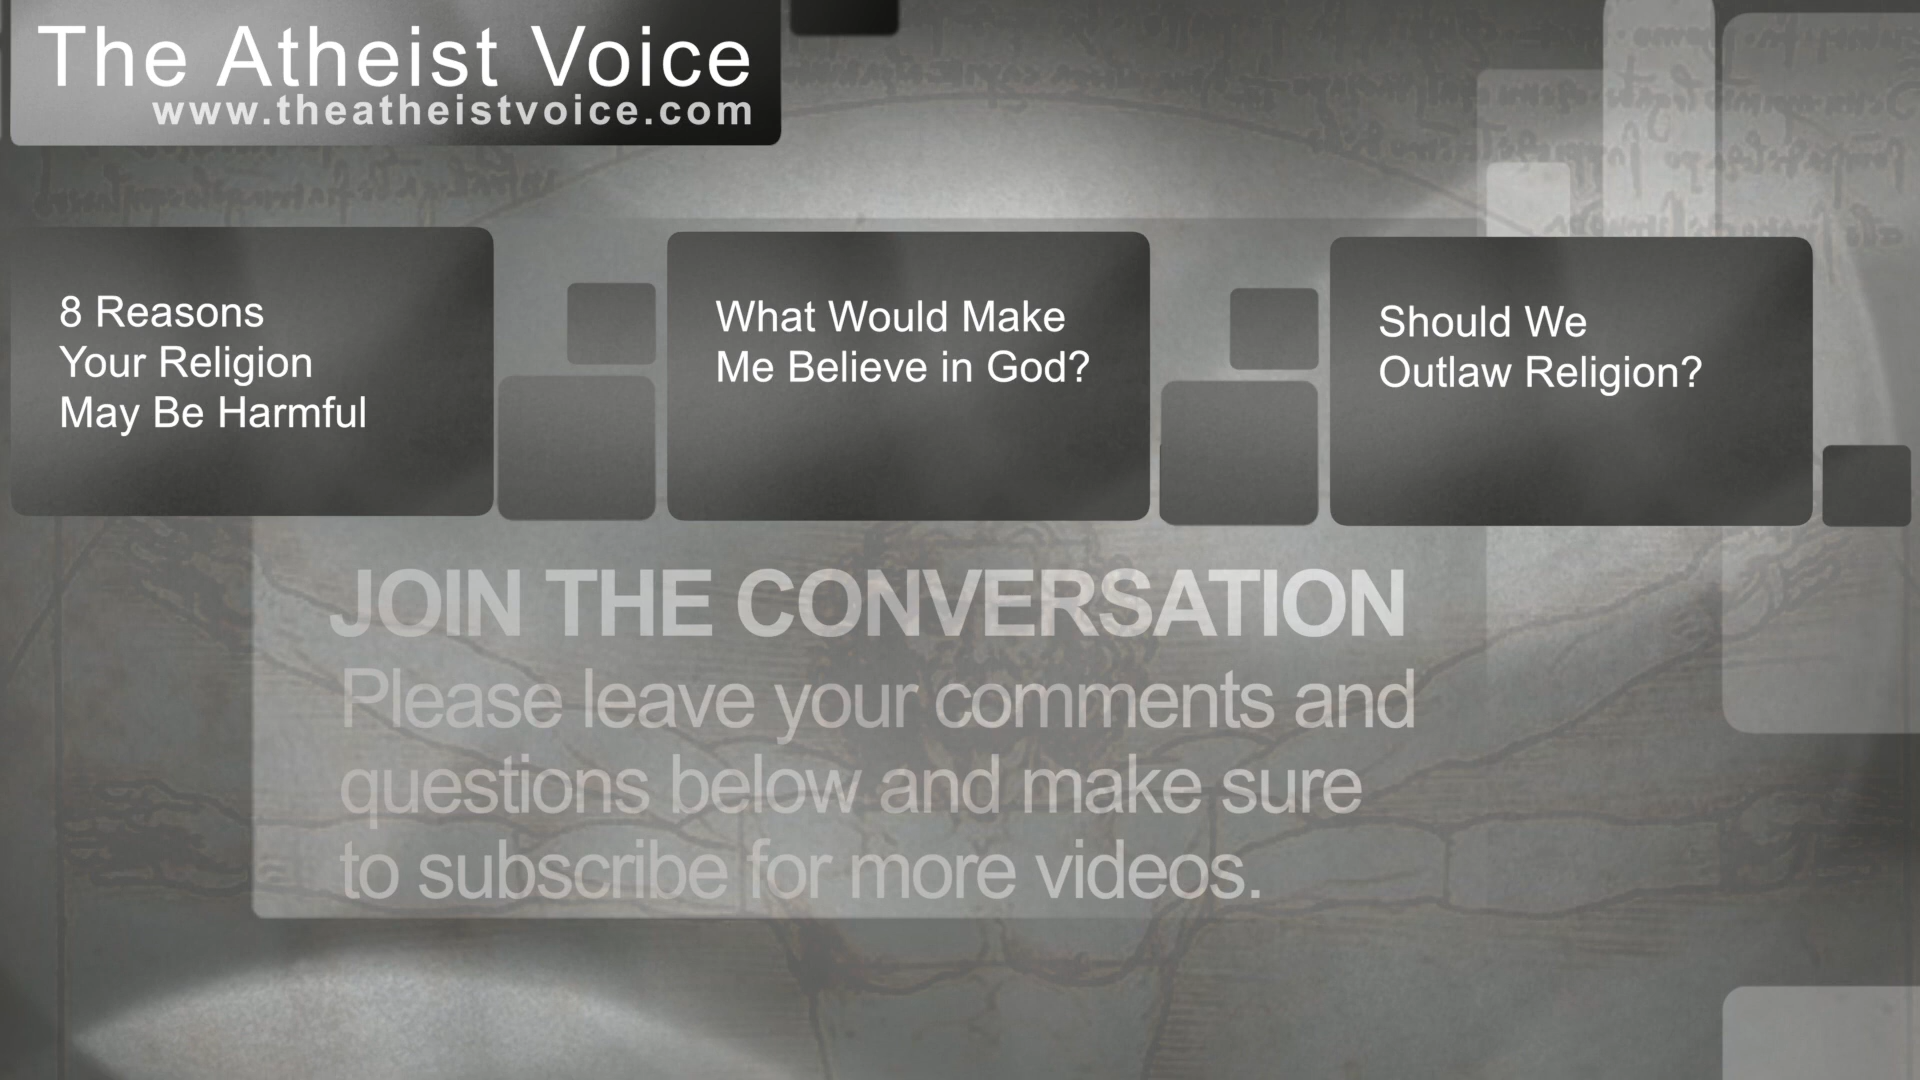 The Atheist Voice
www.theatheistvoice.com
8 Reasons
Your Religion
May Be Harmful
What Would Make
Me Believe in God?
Should We
Outlaw Religion?
JOIN THE CONVERSATION
Please leave your comments and
questions below and make sure
to subscribe for more videos.